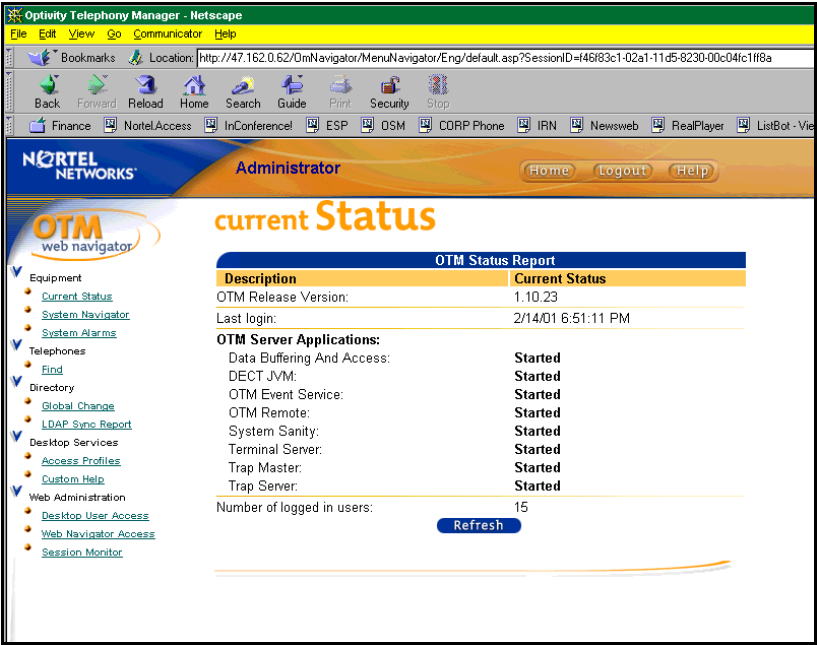 Optivity Telephony Manager - Netscape
File Edit View Go Communicator Help
Bookmarks Location: http://47.162.0.62/OmNavigator/MenuNavigator/Eng/default.asp?SessionID=f46f83c1-02a1-11d5-8230-00c04fc1ff8a
Back Forward Reload Home Search Guide Print Security Stop
Finance Nortel.Access InConference! ESP OSM CORP Phone IRN Newsweb RealPlayer ListBot - Vie
NORTEL
NETWORKS
Administrator
Home Logout Help
OTM
web navigator
Equipment
Current Status
System Navigator
System Alarms
Telephones
Find
Directory
Global Change
LDAP Sync Report
Desktop Services
Access Profiles
Custom Help
Web Administration
Desktop User Access
Web Navigator Access
Session Monitor
current Status
OTM Status Report
Description Current Status
OTM Release Version: 1.10.23
Last login: 2/14/01 6:51:11 PM
OTM Server Applications:
Data Buffering And Access: Started
DECT JVM: Started
OTM Event Service: Started
OTM Remote: Started
System Sanity: Started
Terminal Server: Started
Trap Master: Started
Trap Server: Started
Number of logged in users: 15
Refresh